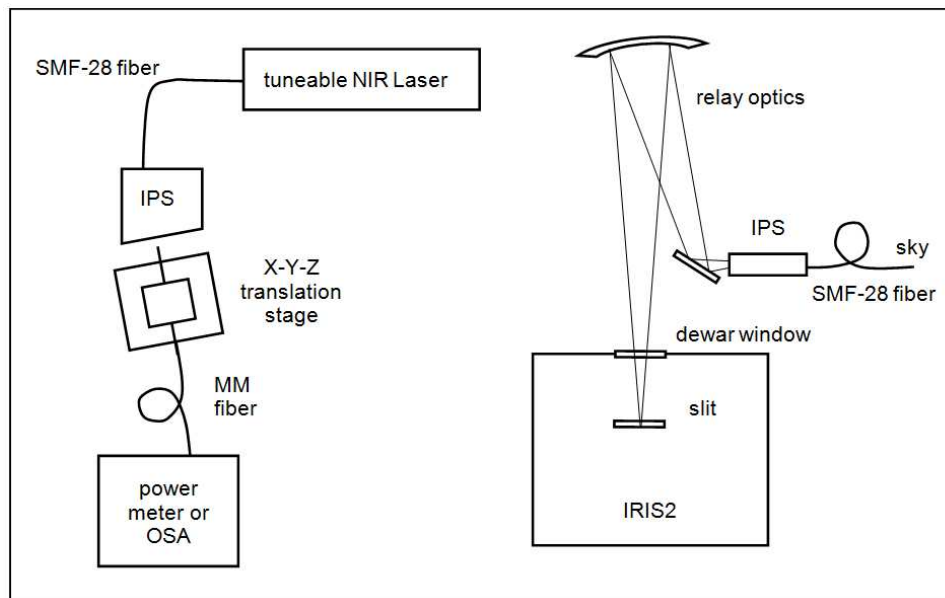 SMF-28 fiber
tuneable NIR Laser
IPS
X-Y-Z
translation
stage
MM
fiber
power
meter or
OSA
relay optics
IPS
sky
SMF-28 fiber
dewar window
slit
IRIS2